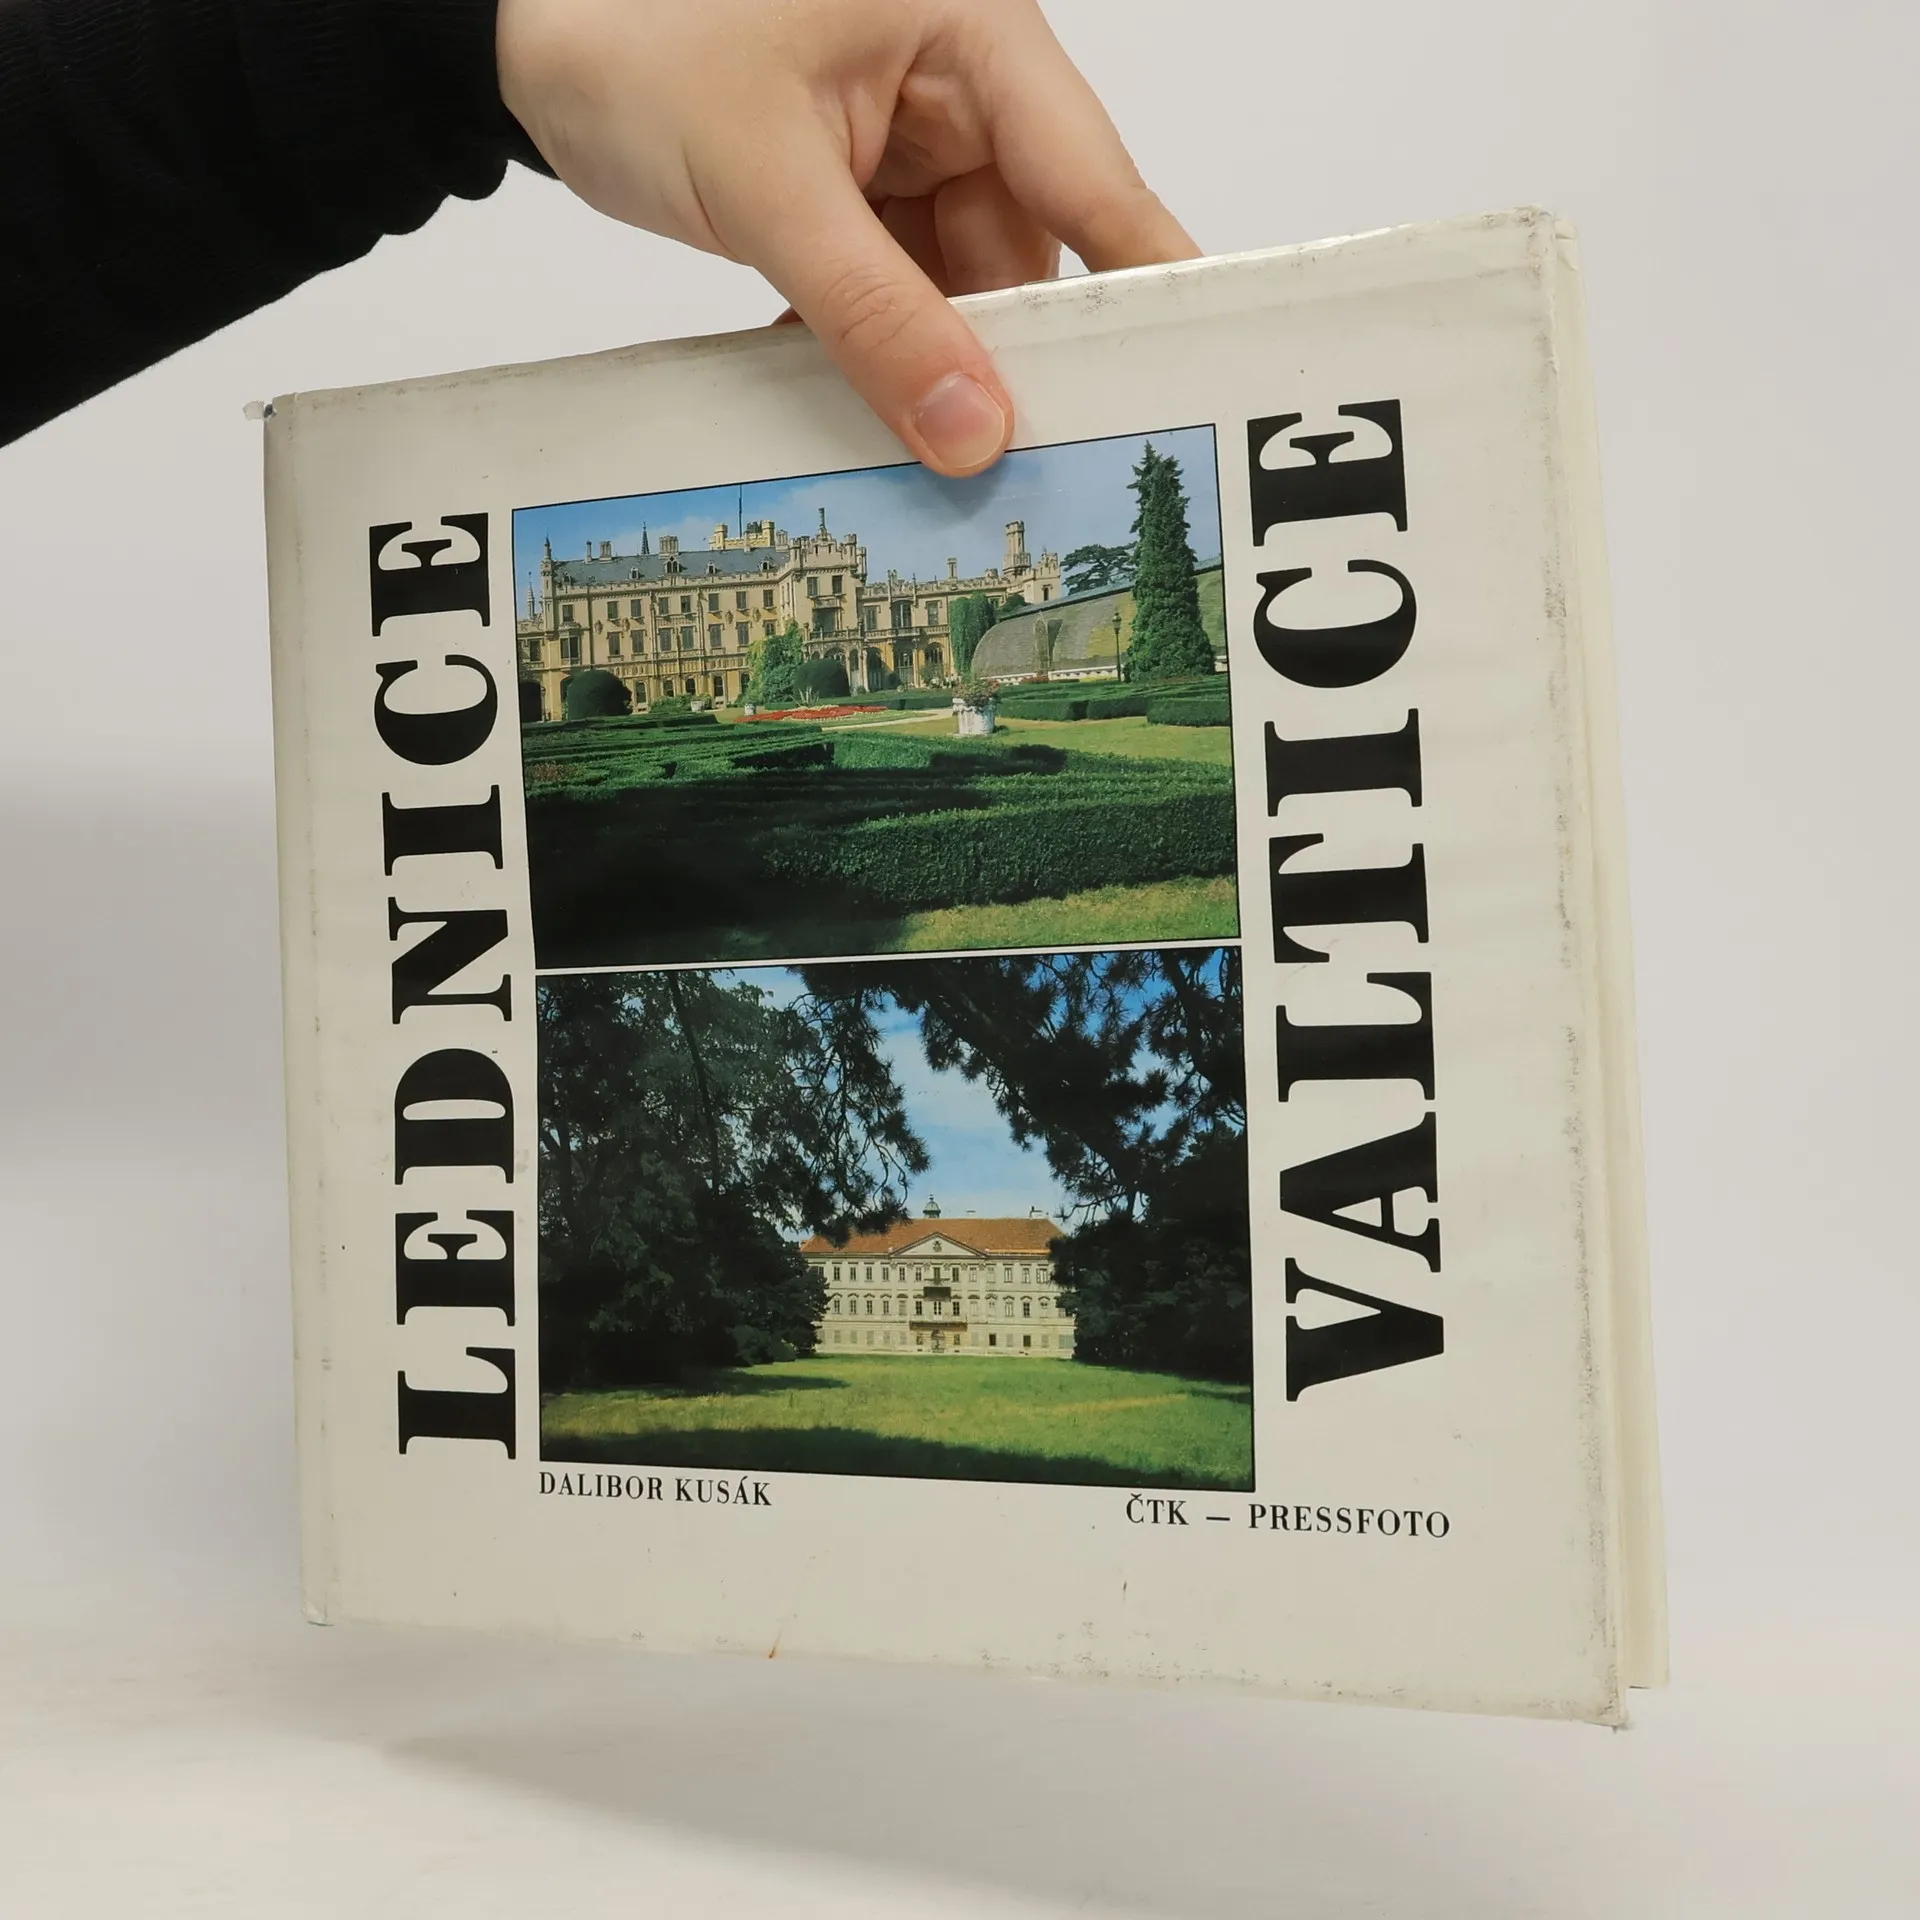 LEDNICE
VALTICE
DALIBOR KUSÁK
ČTK – PRESSFOTO